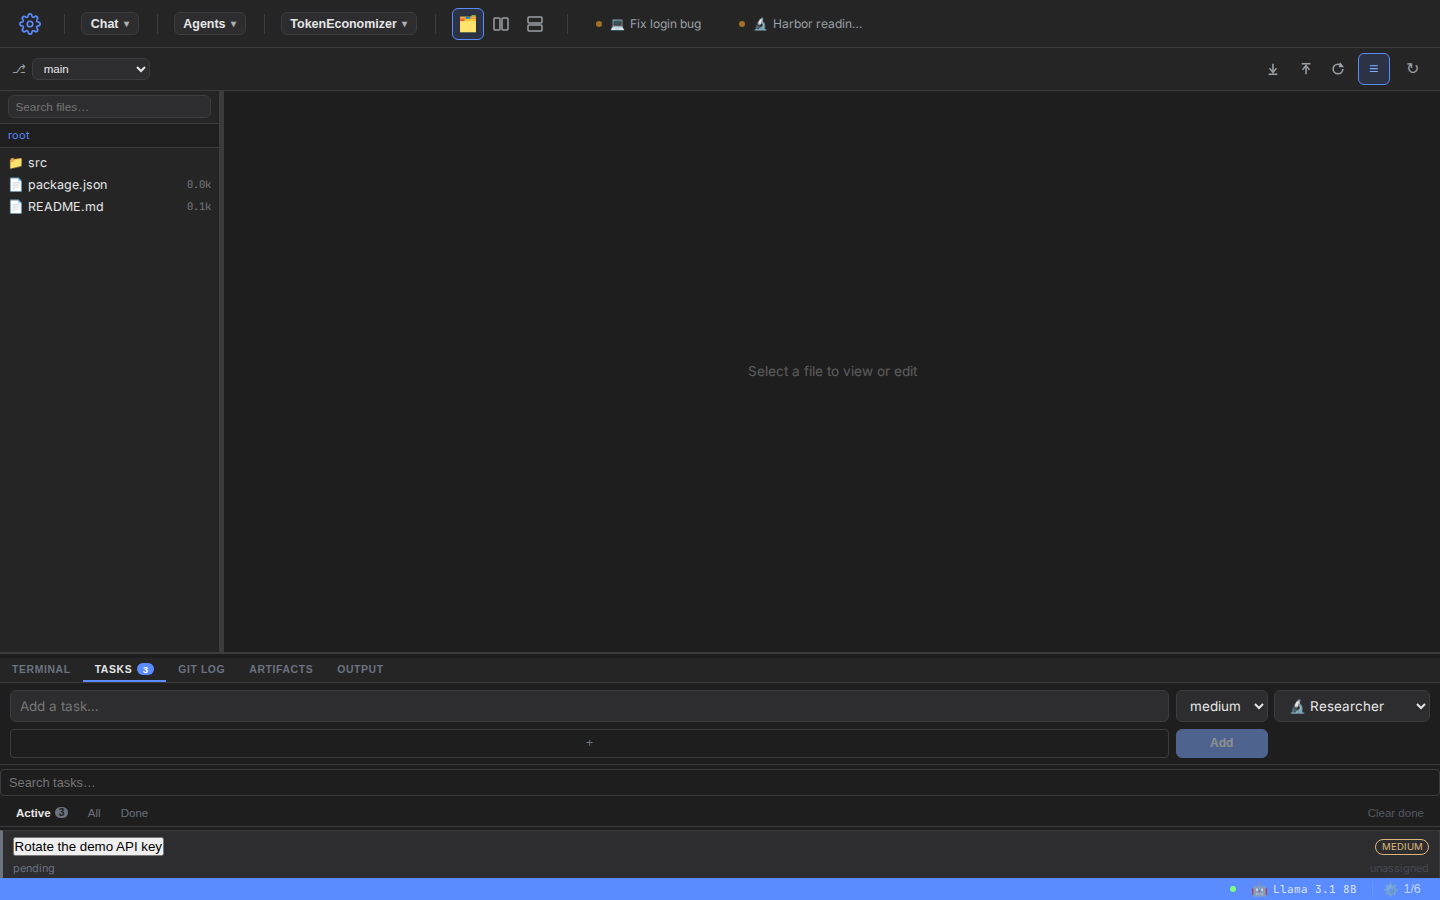 Chat ▾
Agents ▾
TokenEconomizer ▾
Fix login bug
Harbor readin...
main
Search files…
root
src
package.json 0.0k
README.md 0.1k
Select a file to view or edit
TERMINAL
TASKS 3
GIT LOG
ARTIFACTS
OUTPUT
Add a task...
medium
Researcher
+
Add
Search tasks…
Active 3
All
Done
Clear done
Rotate the demo API key
MEDIUM
pending
unassigned
Llama 3.1 8B
1/6